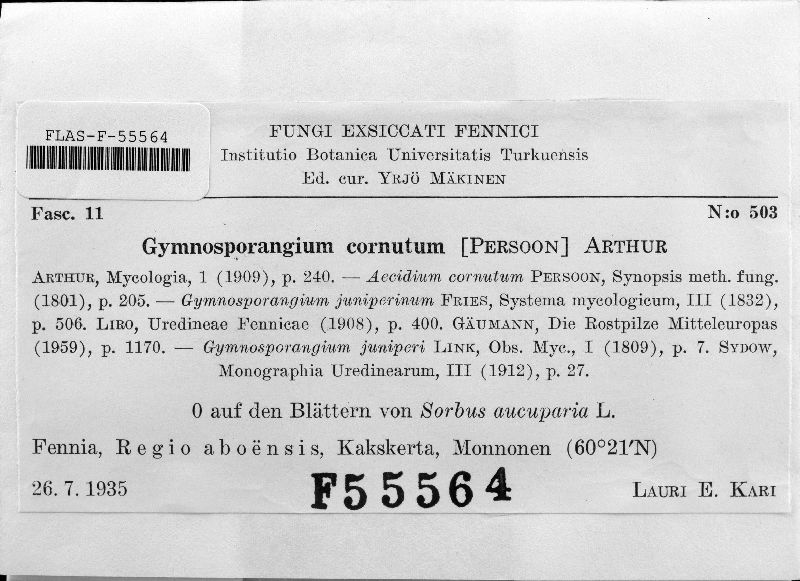 FLAS-F-55564
FUNGI EXSICCATI FENNICI
Institutio Botanica Universitatis Turkuensis
Ed. cur. YRJÖ MÄKINEN
Fasc. 11 N:o 503
Gymnosporangium cornutum [PERSOON] ARTHUR
ARTHUR, Mycologia, 1 (1909), p. 240. — Aecidium cornutum PERSOON, Synopsis meth. fung.
(1801), p. 205. — Gymnosporangium juniperinum FRIES, Systema mycologicum, III (1832),
p. 506. LIRO, Uredineae Fennicae (1908), p. 400. GÄUMANN, Die Rostpilze Mitteleuropas
(1959), p. 1170. — Gymnosporangium juniperi LINK, Obs. Myc., I (1809), p. 7. SYDOW,
Monographia Uredinearum, III (1912), p. 27.
0 auf den Blättern von Sorbus aucuparia L.
Fennia, Regio aboënsis, Kakskerta, Monnonen (60°21′N)
26. 7. 1935 F55564 LAURI E. KARI